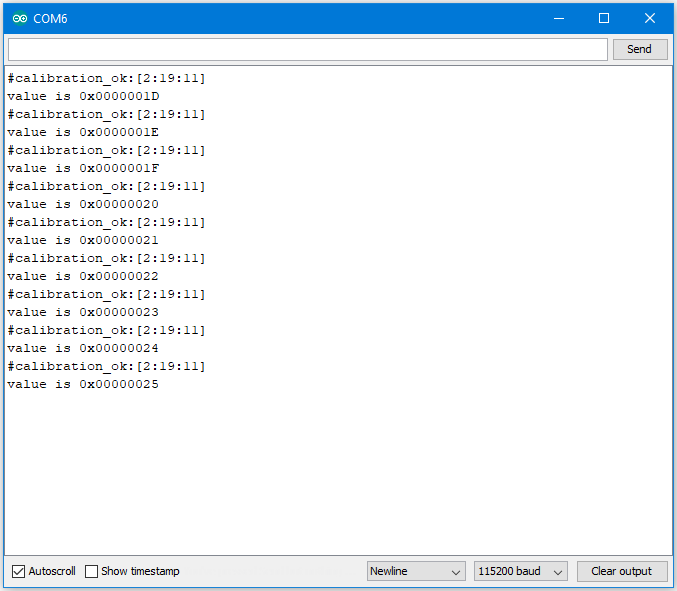 COM6
Send
#calibration_ok:[2:19:11]
value is 0x0000001D
#calibration_ok:[2:19:11]
value is 0x0000001E
#calibration_ok:[2:19:11]
value is 0x0000001F
#calibration_ok:[2:19:11]
value is 0x00000020
#calibration_ok:[2:19:11]
value is 0x00000021
#calibration_ok:[2:19:11]
value is 0x00000022
#calibration_ok:[2:19:11]
value is 0x00000023
#calibration_ok:[2:19:11]
value is 0x00000024
#calibration_ok:[2:19:11]
value is 0x00000025
Autoscroll Show timestamp Newline 115200 baud Clear output